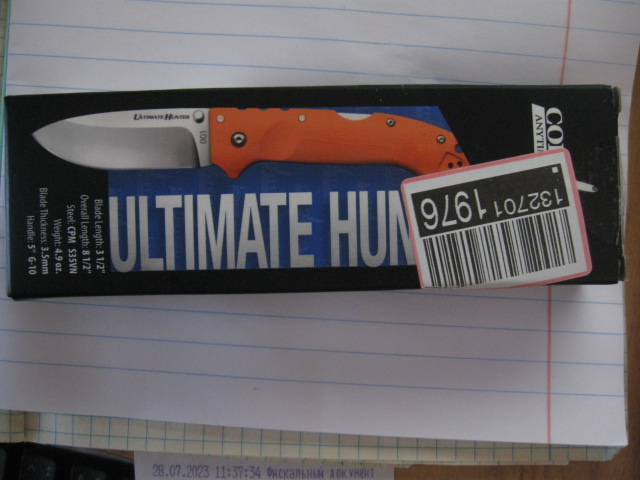 ULTIMATE HUNTER
001
CO
ANYTI
ULTIMATE HUN
132701 1976
Blade Length: 3 1/2"
Overall Length: 8 1/2"
Steel: CPM S35VN
Weight: 4.9 oz.
Blade Thickness: 3.5mm
Handle: 5" G-10
28.07.2023 11:37:34 Фискальный документ